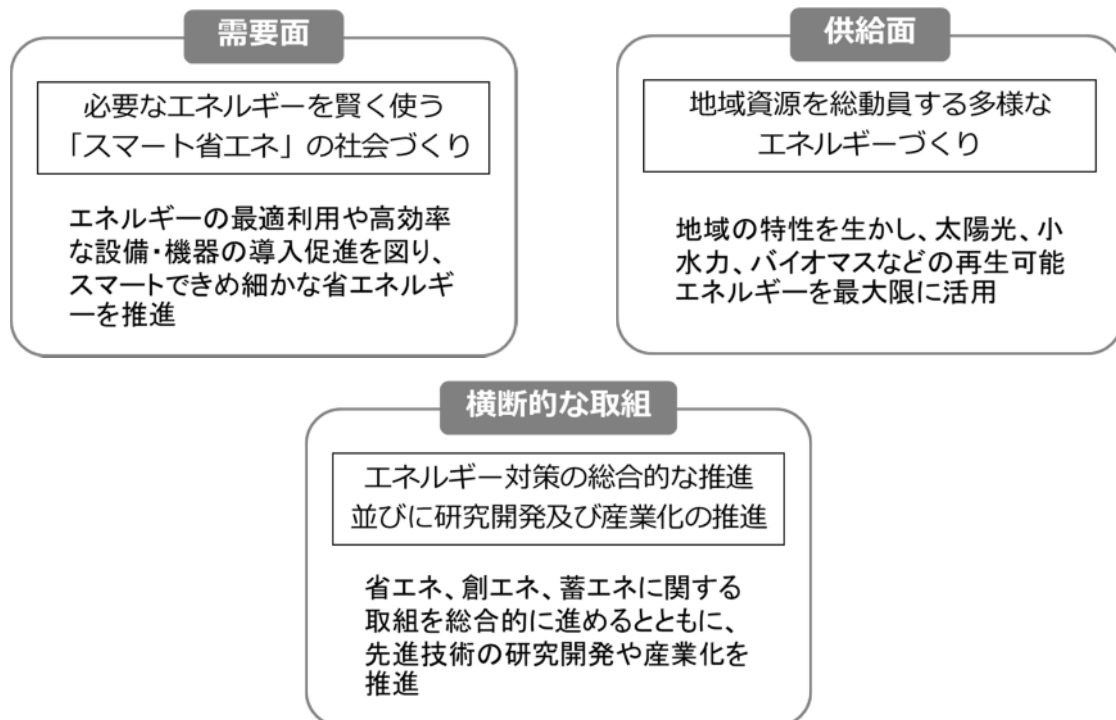 需要面
必要なエネルギーを賢く使う
「スマート省エネ」の社会づくり
エネルギーの最適利用や高効率
な設備・機器の導入促進を図り、
スマートできめ細かな省エネルギ
ーを推進
供給面
地域資源を総動員する多様な
エネルギーづくり
地域の特性を生かし、太陽光、小
水力、バイオマスなどの再生可能
エネルギーを最大限に活用
横断的な取組
エネルギー対策の総合的な推進
並びに研究開発及び産業化の推進
省エネ、創エネ、蓄エネに関する
取組を総合的に進めるとともに、
先進技術の研究開発や産業化を
推進